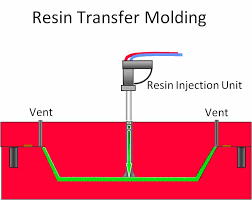 Resin Transfer Molding
Resin Injection Unit
Vent
Vent